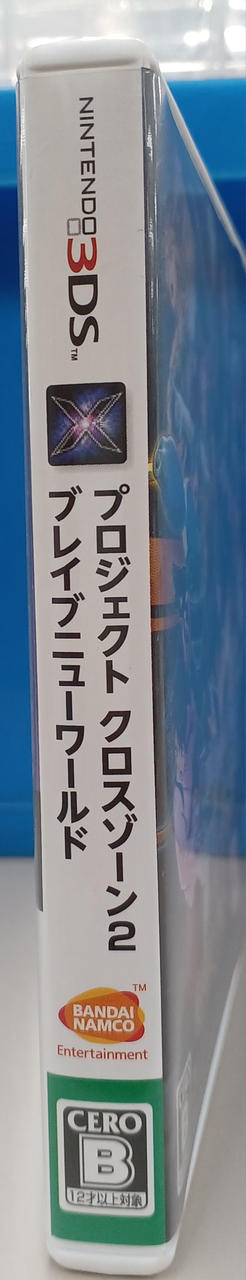 NINTENDO
3DS™
プロジェクト クロスゾーン2
ブレイブニューワールド
BANDAI
NAMCO
™
Entertainment
CERO
B
12才以上対象